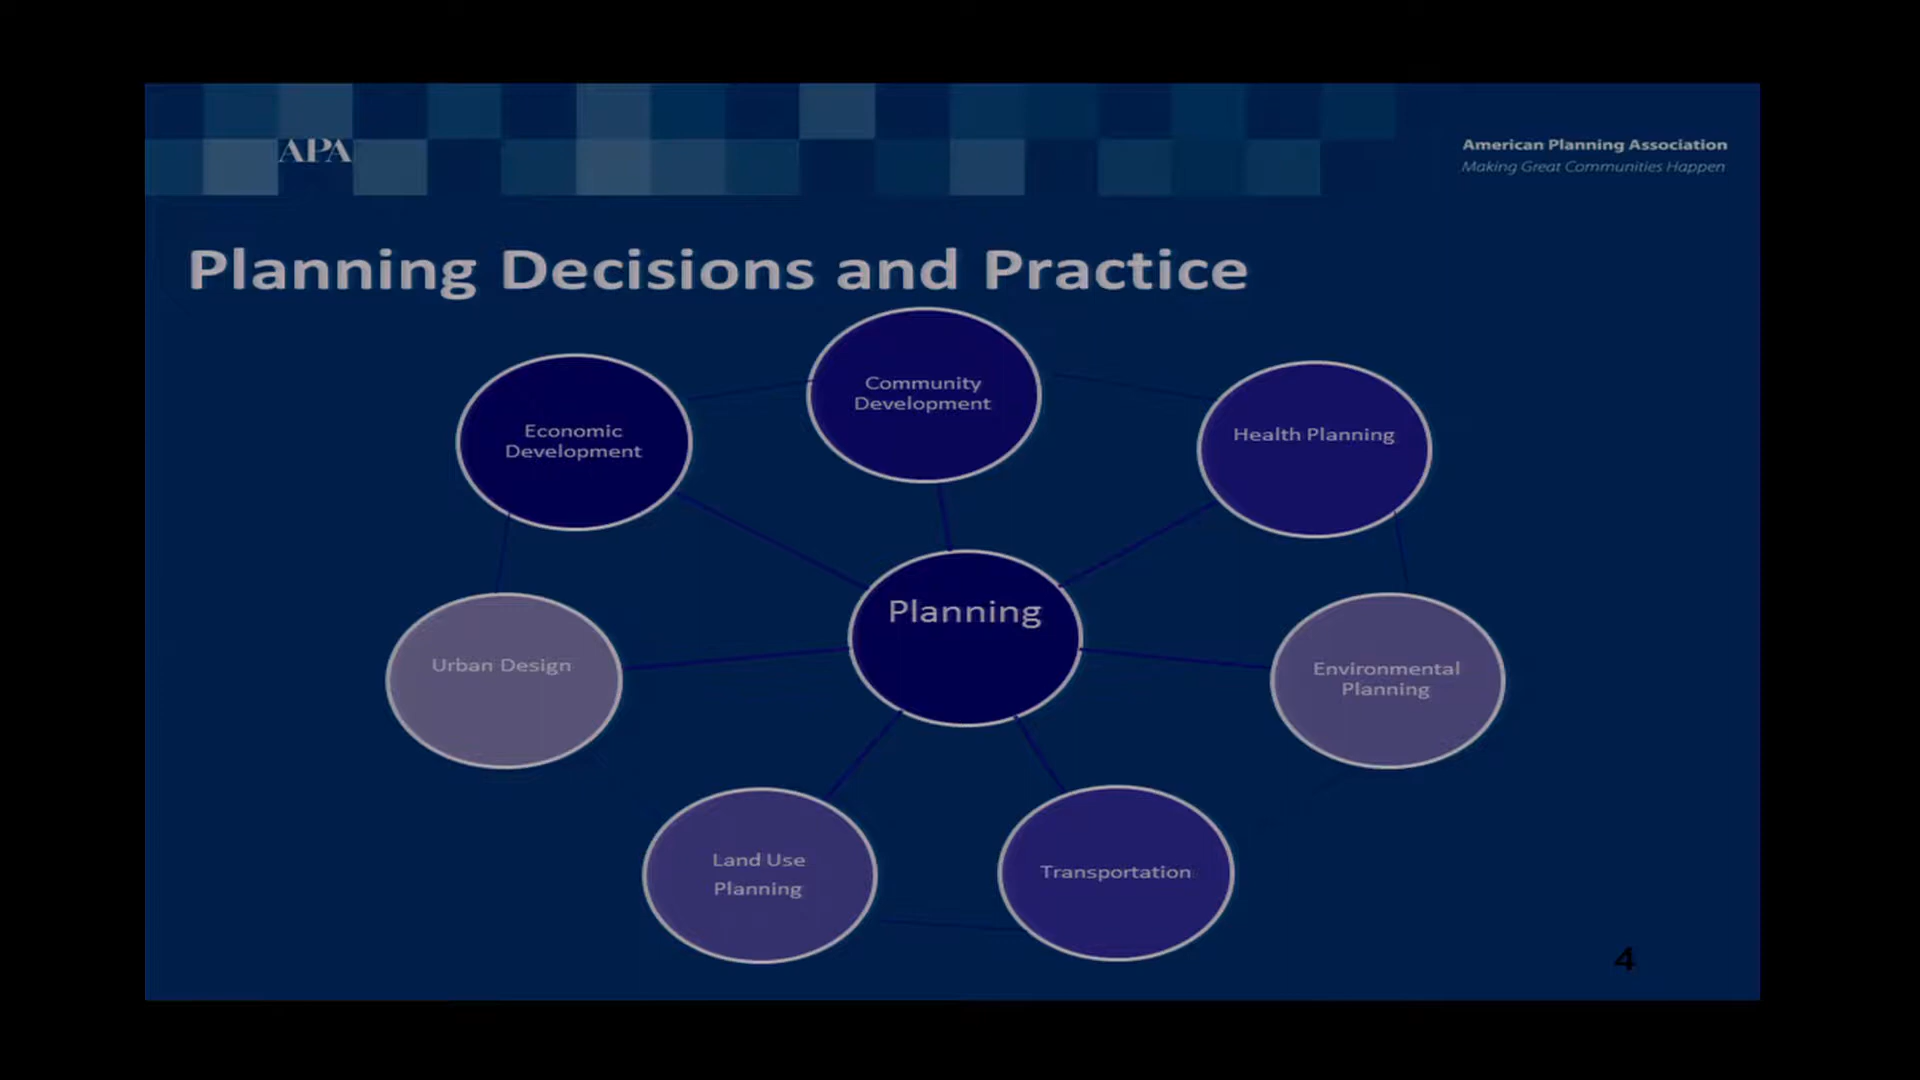 APA
American Planning Association
Making Great Communities Happen
Planning Decisions and Practice
Community
Development
Economic
Development
Health Planning
Planning
Urban Design
Environmental
Planning
Land Use
Planning
Transportation
4